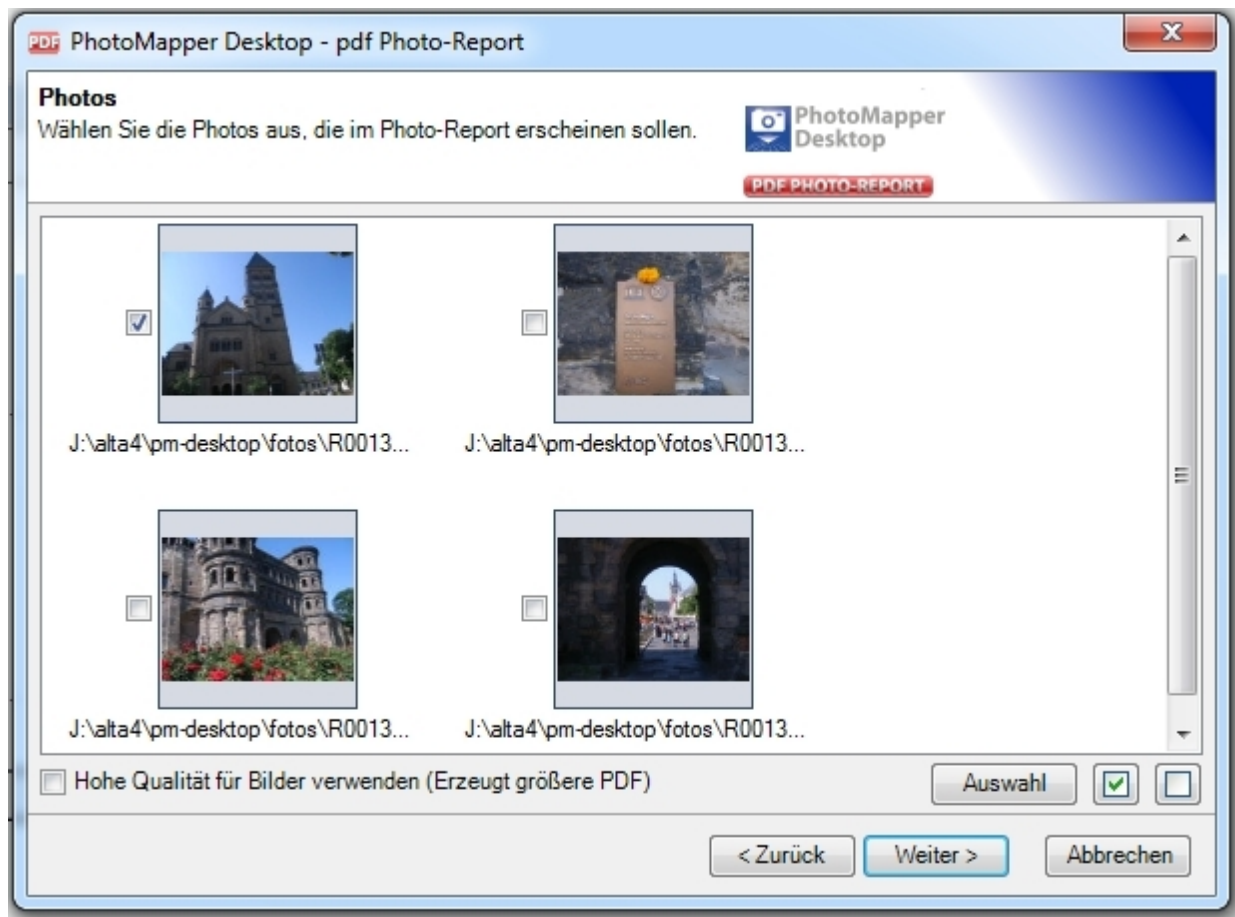 PDF PhotoMapper Desktop - pdf Photo-Report
Photos
Wählen Sie die Photos aus, die im Photo-Report erscheinen sollen.
PhotoMapper
Desktop
PDF PHOTO-REPORT
J:\alta4\pm-desktop\fotos\R0013...
J:\alta4\pm-desktop\fotos\R0013...
J:\alta4\pm-desktop\fotos\R0013...
J:\alta4\pm-desktop\fotos\R0013...
Hohe Qualität für Bilder verwenden (Erzeugt größere PDF)
Auswahl
< Zurück
Weiter >
Abbrechen